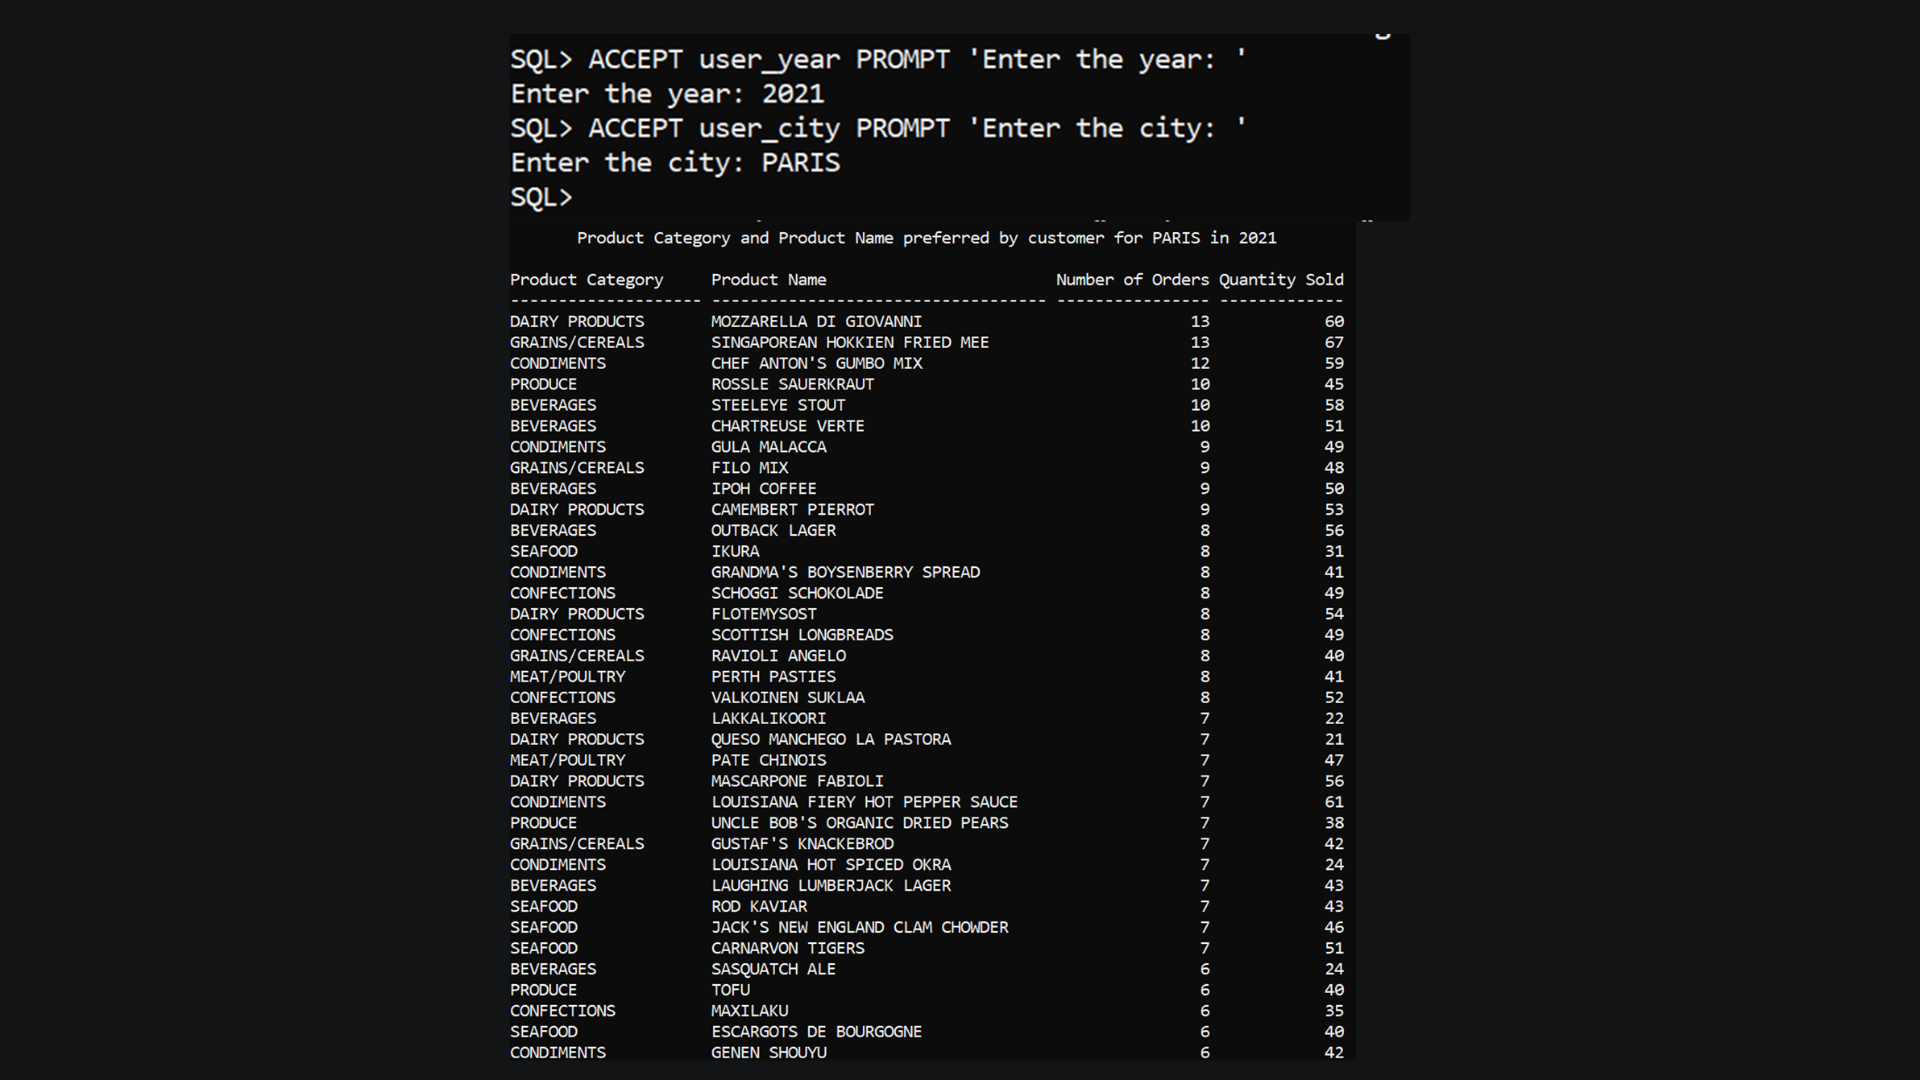 SQL> ACCEPT user_year PROMPT 'Enter the year: '
Enter the year: 2021
SQL> ACCEPT user_city PROMPT 'Enter the city: '
Enter the city: PARIS
SQL>
Product Category and Product Name preferred by customer for PARIS in 2021
Product Category Product Name Number of Orders Quantity Sold
-------------------- ----------------------------------- ---------------- -------------
DAIRY PRODUCTS MOZZARELLA DI GIOVANNI 13 60
GRAINS/CEREALS SINGAPOREAN HOKKIEN FRIED MEE 13 67
CONDIMENTS CHEF ANTON'S GUMBO MIX 12 59
PRODUCE ROSSLE SAUERKRAUT 10 45
BEVERAGES STEELEYE STOUT 10 58
BEVERAGES CHARTREUSE VERTE 10 51
CONDIMENTS GULA MALACCA 9 49
GRAINS/CEREALS FILO MIX 9 48
BEVERAGES IPOH COFFEE 9 50
DAIRY PRODUCTS CAMEMBERT PIERROT 9 53
BEVERAGES OUTBACK LAGER 8 56
SEAFOOD IKURA 8 31
CONDIMENTS GRANDMA'S BOYSENBERRY SPREAD 8 41
CONFECTIONS SCHOGGI SCHOKOLADE 8 49
DAIRY PRODUCTS FLOTEMYSOST 8 54
CONFECTIONS SCOTTISH LONGBREADS 8 49
GRAINS/CEREALS RAVIOLI ANGELO 8 40
MEAT/POULTRY PERTH PASTIES 8 41
CONFECTIONS VALKOINEN SUKLAA 8 52
BEVERAGES LAKKALIKOORI 7 22
DAIRY PRODUCTS QUESO MANCHEGO LA PASTORA 7 21
MEAT/POULTRY PATE CHINOIS 7 47
DAIRY PRODUCTS MASCARPONE FABIOLI 7 56
CONDIMENTS LOUISIANA FIERY HOT PEPPER SAUCE 7 61
PRODUCE UNCLE BOB'S ORGANIC DRIED PEARS 7 38
GRAINS/CEREALS GUSTAF'S KNACKEBROD 7 42
CONDIMENTS LOUISIANA HOT SPICED OKRA 7 24
BEVERAGES LAUGHING LUMBERJACK LAGER 7 43
SEAFOOD ROD KAVIAR 7 43
SEAFOOD JACK'S NEW ENGLAND CLAM CHOWDER 7 46
SEAFOOD CARNARVON TIGERS 7 51
BEVERAGES SASQUATCH ALE 6 24
PRODUCE TOFU 6 40
CONFECTIONS MAXILAKU 6 35
SEAFOOD ESCARGOTS DE BOURGOGNE 6 40
CONDIMENTS GENEN SHOUYU 6 42